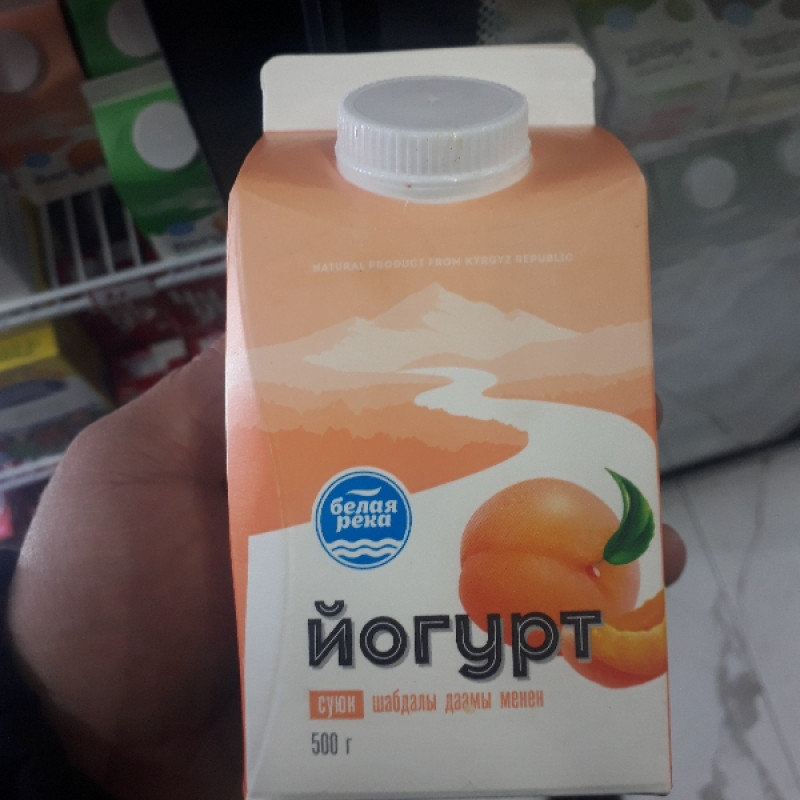 NATURAL PRODUCT FROM KYRGYZ REPUBLIC
белая
река
йогурт
суюк шабдалы даамы менен
500 г